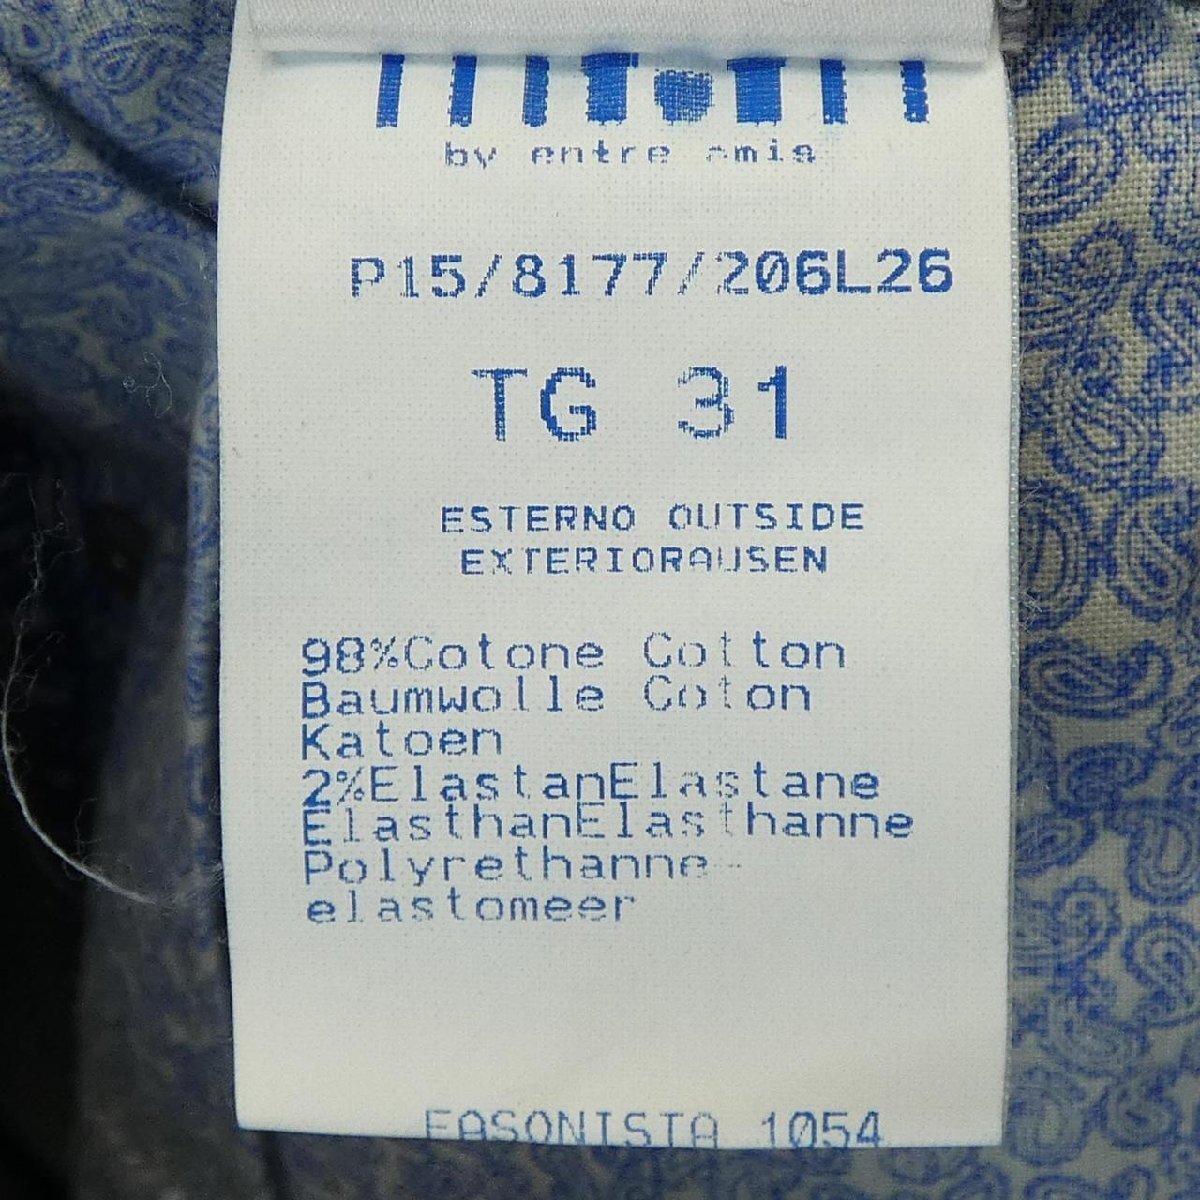 by entre amis
P15/8177/206L26
TG 31
ESTERNO OUTSIDE
EXTERIORAUSEN
98%Cotone Cotton
Baumwolle Coton
Katoen
2%ElastanElastane
ElasthanElasthanne
Polyrethanne-
elastomeer
FASONISTA 1054